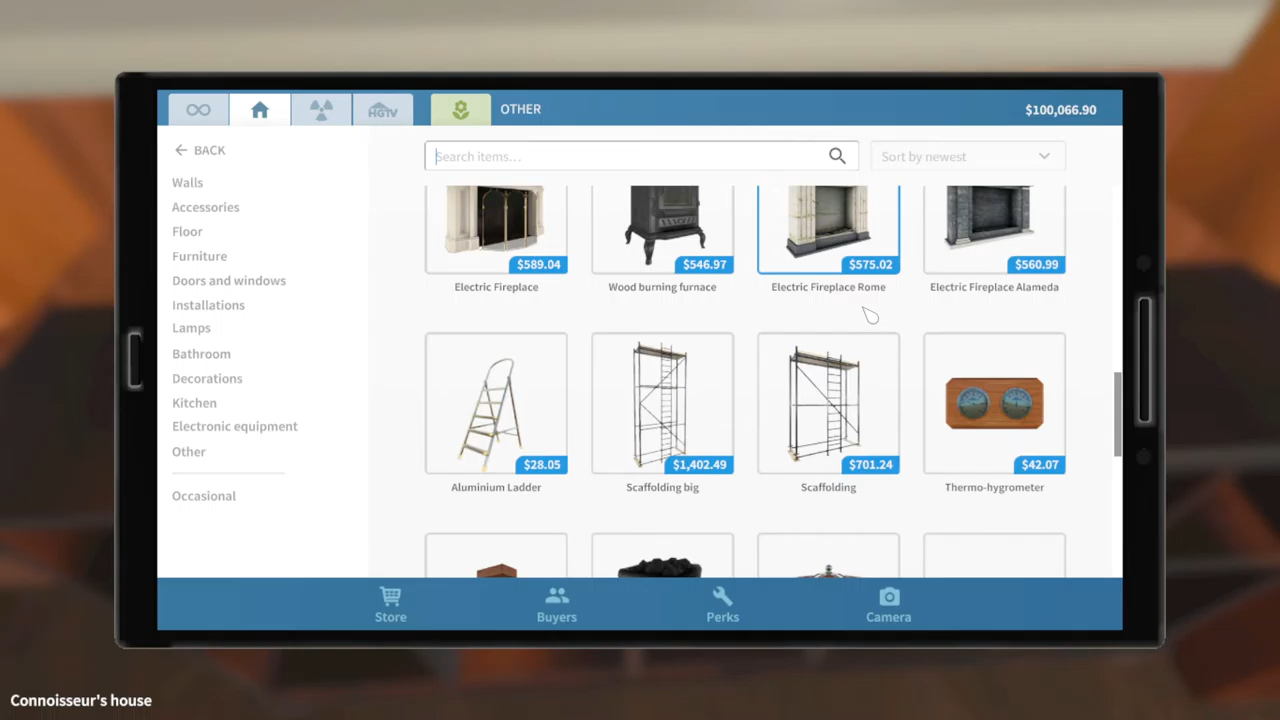 HGTV
OTHER
$100,066.90
BACK
Search items...
Sort by newest
Walls
Accessories
Floor
Furniture
Doors and windows
Installations
Lamps
Bathroom
Decorations
Kitchen
Electronic equipment
Other
Occasional
$589.04
$546.97
$575.02
$560.99
Electric Fireplace
Wood burning furnace
Electric Fireplace Rome
Electric Fireplace Alameda
$28.05
$1,402.49
$701.24
$42.07
Aluminium Ladder
Scaffolding big
Scaffolding
Thermo-hygrometer
Store
Buyers
Perks
Camera
Connoisseur's house